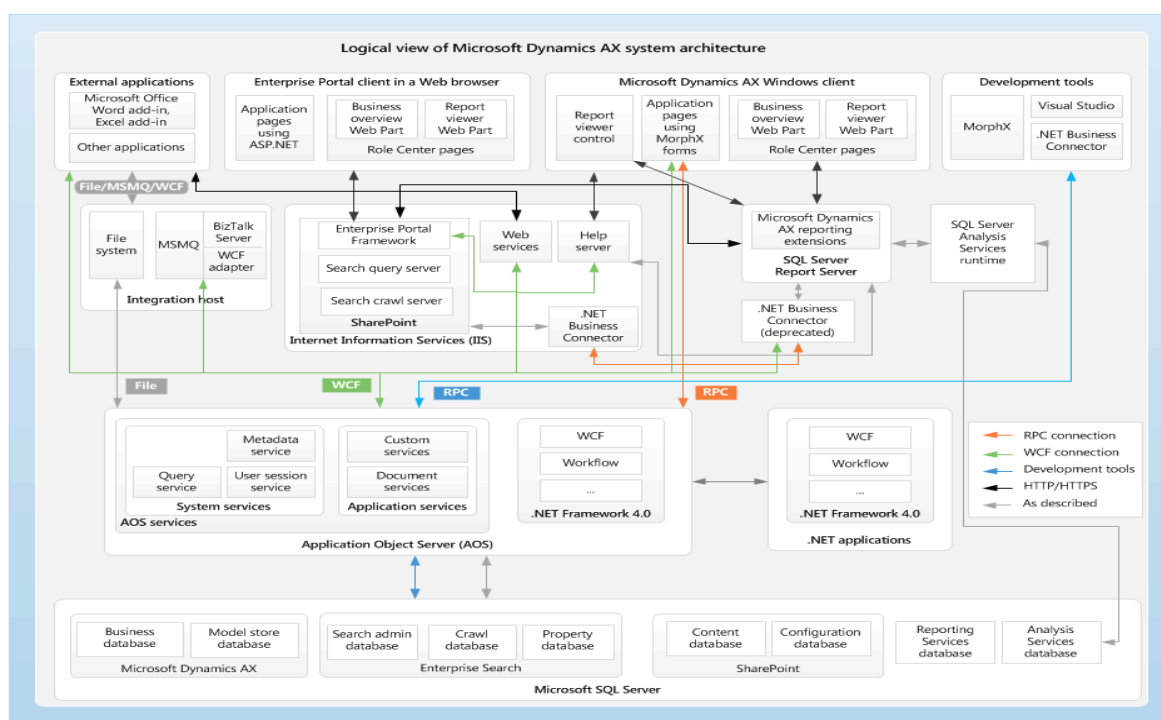 Logical view of Microsoft Dynamics AX system architecture
External applications
Microsoft Office
Word add-in,
Excel add-in
Other applications
Enterprise Portal client in a Web browser
Application
pages
using
ASP.NET
Business
overview
Web Part
Report
viewer
Web Part
Role Center pages
Microsoft Dynamics AX Windows client
Report
viewer
control
Application
pages using
MorphX
forms
Business
overview
Web Part
Report
viewer
Web Part
Role Center pages
Development tools
MorphX
Visual Studio
.NET Business
Connector
File/MSMQ/WCF
File
system
MSMQ
BizTalk
Server
WCF
adapter
Integration host
Enterprise Portal
Framework
Search query server
Search crawl server
SharePoint
Internet Information Services (IIS)
Web
services
Help
server
.NET
Business
Connector
Microsoft Dynamics
AX reporting
extensions
SQL Server
Report Server
SQL Server
Analysis
Services
runtime
.NET Business
Connector
(deprecated)
File
WCF
RPC
RPC
Metadata
service
Query
service
User session
service
System services
AOS services
Custom
services
Document
services
Application services
WCF
Workflow
...
.NET Framework 4.0
Application Object Server (AOS)
WCF
Workflow
...
.NET Framework 4.0
.NET applications
RPC connection
WCF connection
Development tools
HTTP/HTTPS
As described
Business
database
Model store
database
Microsoft Dynamics AX
Search admin
database
Crawl
database
Property
database
Enterprise Search
Content
database
Configuration
database
SharePoint
Reporting
Services
database
Analysis
Services
database
Microsoft SQL Server